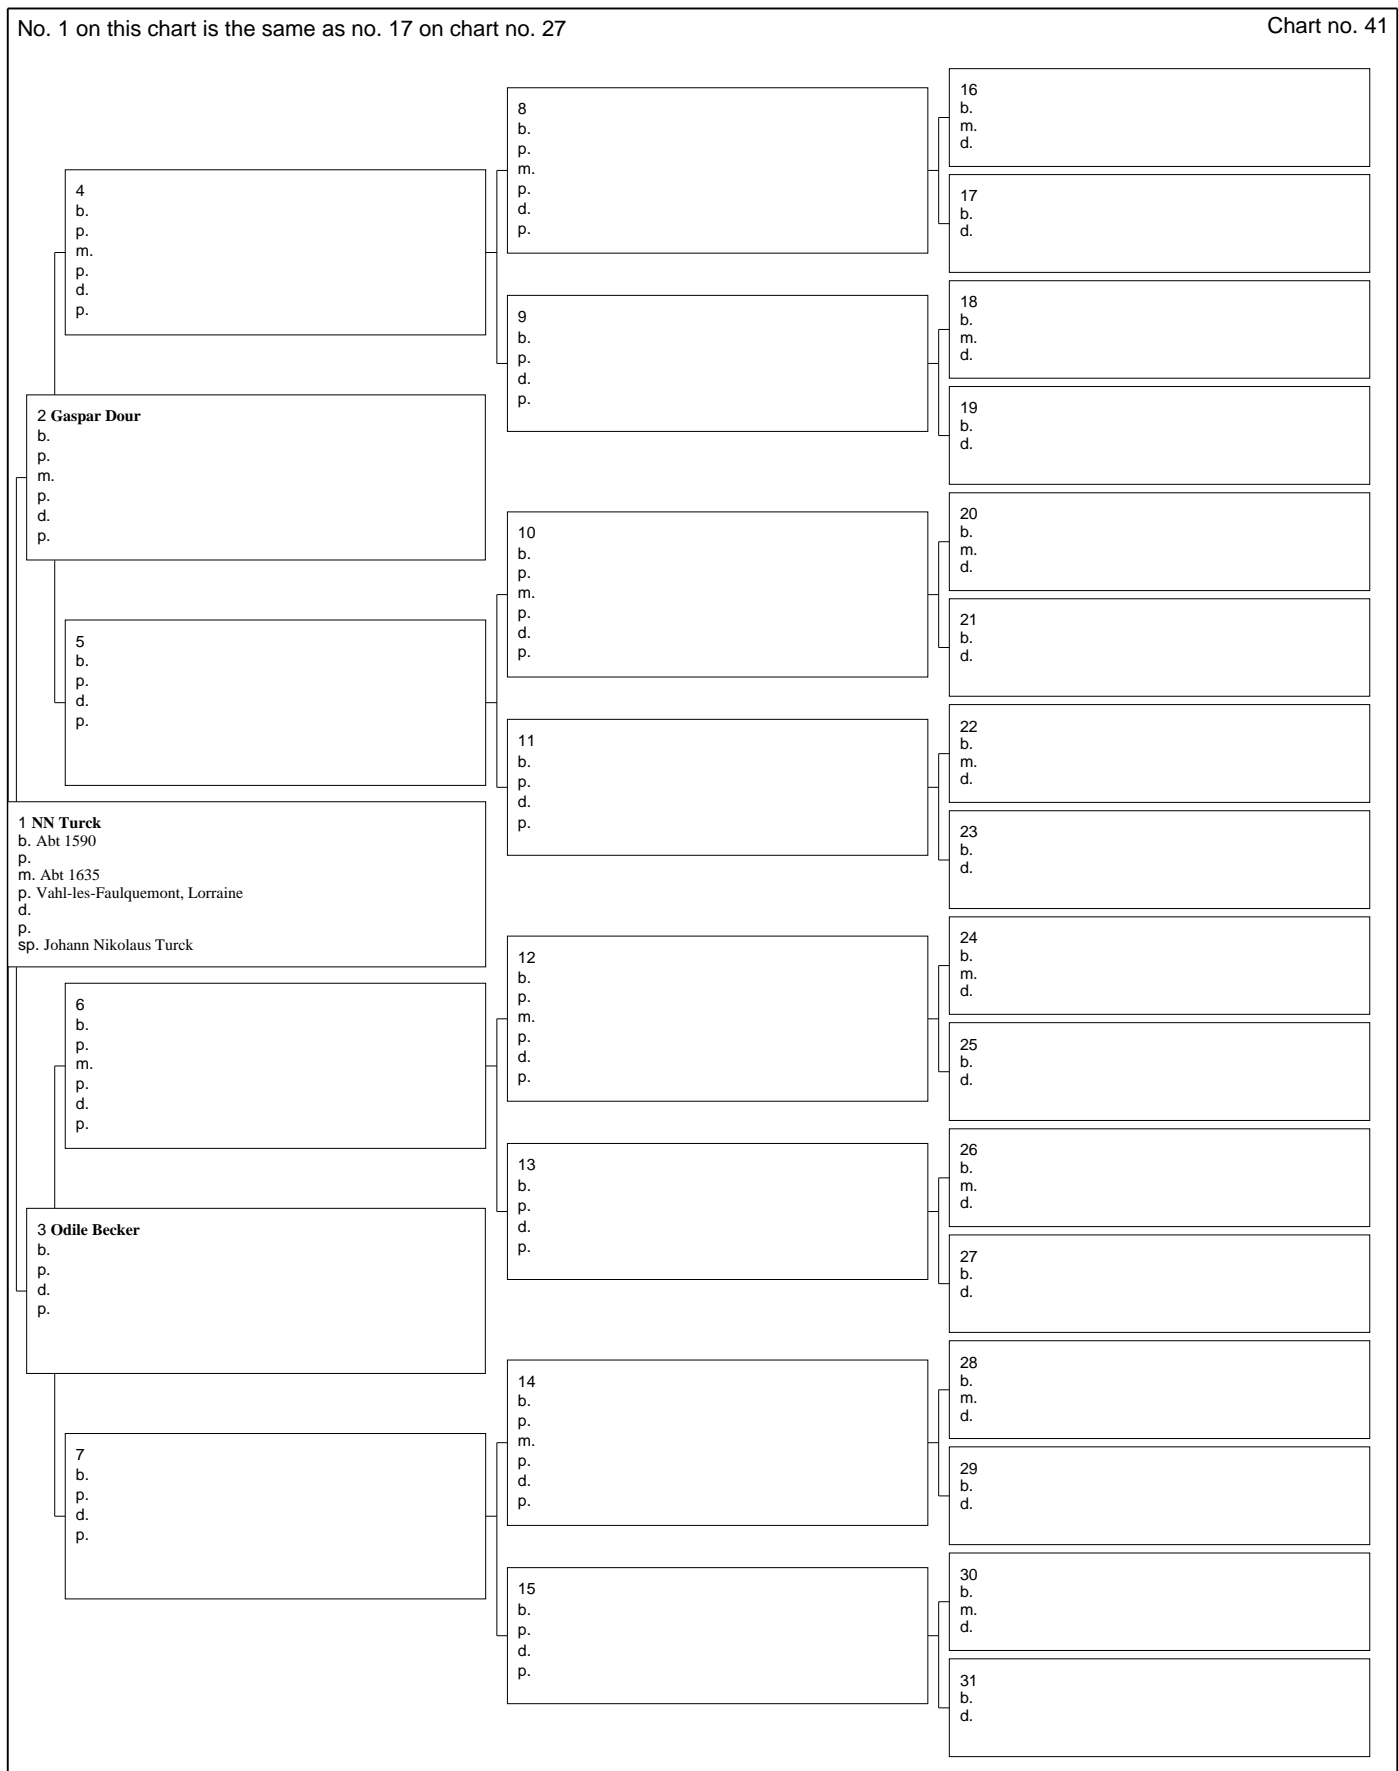 No. 1 on this chart is the same as no. 17 on chart no. 27
Chart no. 41
1 NN Turck
b. Abt 1590
p.
m. Abt 1635
p. Vahl-les-Faulquemont, Lorraine
d.
p.
sp. Johann Nikolaus Turck
2 Gaspar Dour
b.
p.
m.
p.
d.
p.
3 Odile Becker
b.
p.
d.
p.
4
b.
p.
m.
p.
d.
p.
5
b.
p.
d.
p.
6
b.
p.
m.
p.
d.
p.
7
b.
p.
d.
p.
8
b.
p.
m.
p.
d.
p.
9
b.
p.
d.
p.
10
b.
p.
m.
p.
d.
p.
11
b.
p.
d.
p.
12
b.
p.
m.
p.
d.
p.
13
b.
p.
d.
p.
14
b.
p.
m.
p.
d.
p.
15
b.
p.
d.
p.
16
b.
m.
d.
17
b.
d.
18
b.
m.
d.
19
b.
d.
20
b.
m.
d.
21
b.
d.
22
b.
m.
d.
23
b.
d.
24
b.
m.
d.
25
b.
d.
26
b.
m.
d.
27
b.
d.
28
b.
m.
d.
29
b.
d.
30
b.
m.
d.
31
b.
d.